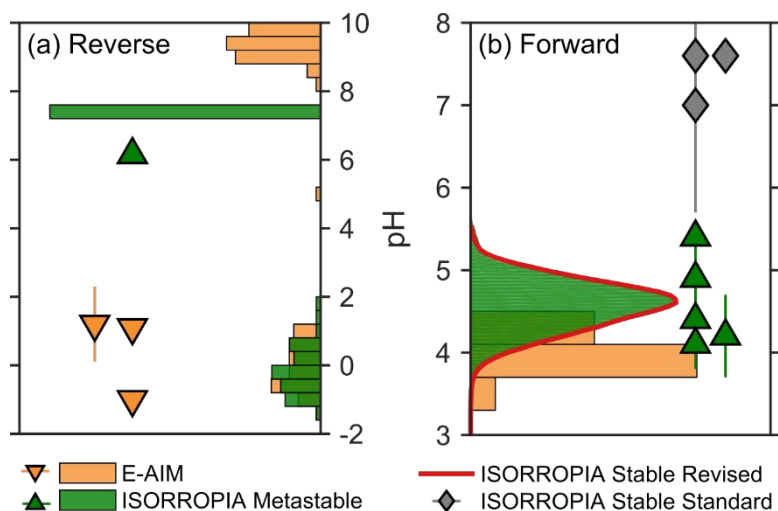 (a) Reverse
10
8
6
4
2
0
-2
pH
(b) Forward
8
7
6
5
4
3
E-AIM
ISORROPIA Metastable
ISORROPIA Stable Revised
ISORROPIA Stable Standard